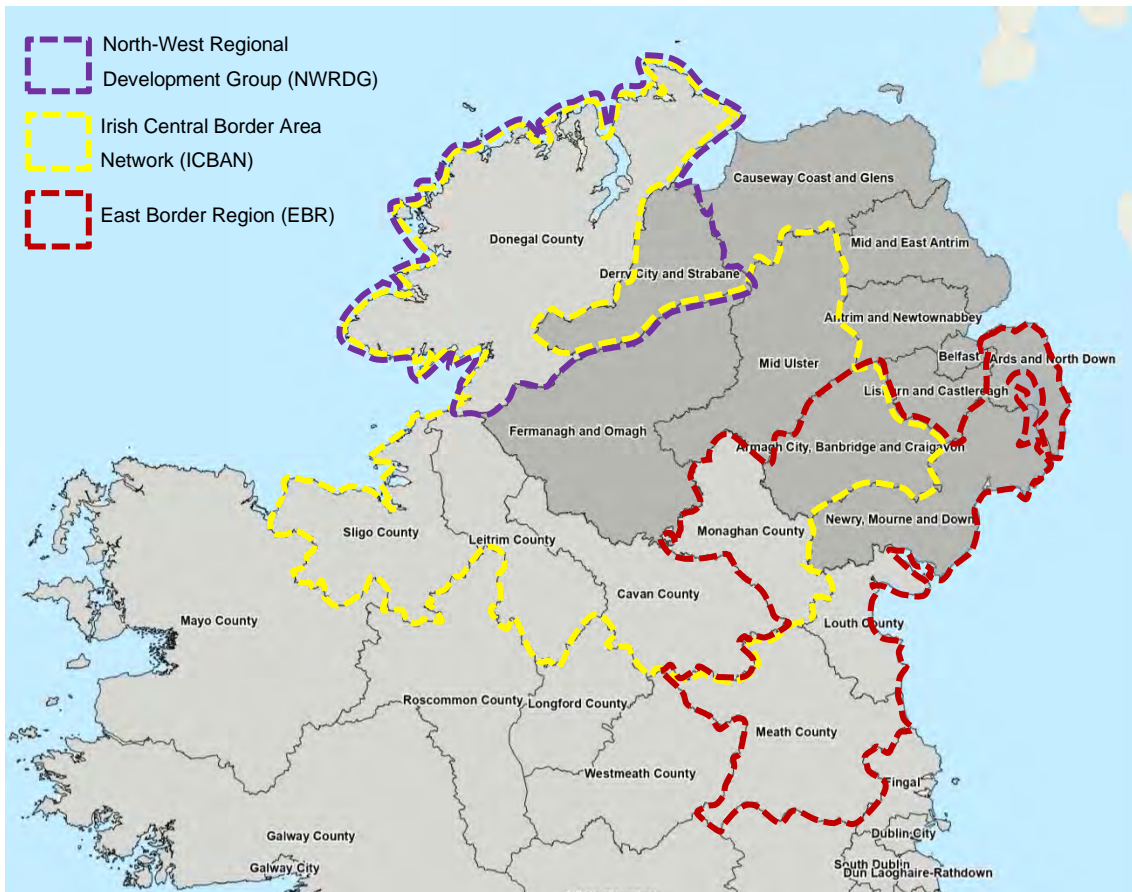 North-West Regional
Development Group (NWRDG)
Irish Central Border Area
Network (ICBAN)
East Border Region (EBR)
Causeway Coast and Glens
Donegal County
Mid and East Antrim
Derry City and Strabane
Antrim and Newtownabbey
Belfast
Ards and North Down
Mid Ulster
Lisburn and Castlereagh
Fermanagh and Omagh
Armagh City, Banbridge and Craigavon
Newry, Mourne and Down
Monaghan County
Sligo County
Leitrim County
Cavan County
Mayo County
Louth County
Roscommon County
Longford County
Meath County
Westmeath County
Fingal
Galway County
Dublin City
Galway City
South Dublin
Dun Laoghaire-Rathdown